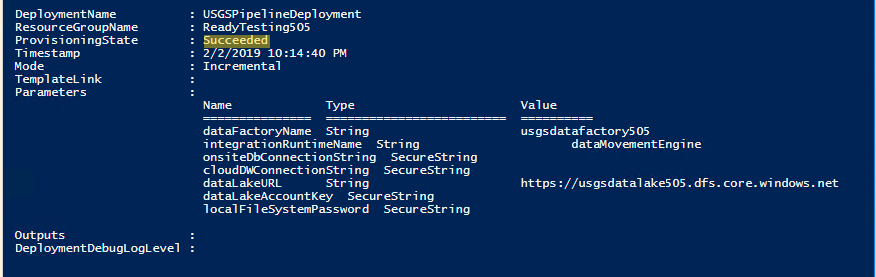 DeploymentName : USGSPipelineDeployment
ResourceGroupName : ReadyTesting505
ProvisioningState : Succeeded
Timestamp : 2/2/2019 10:14:40 PM
Mode : Incremental
TemplateLink :
Parameters :
Name Type Value
=============== ========================= ==========
dataFactoryName String usgsdatafactory505
integrationRuntimeName String dataMovementEngine
onsiteDbConnectionString SecureString
cloudDWConnectionString SecureString
dataLakeURL String https://usgsdatalake505.dfs.core.windows.net
dataLakeAccountKey SecureString
localFileSystemPassword SecureString
Outputs :
DeploymentDebugLogLevel :